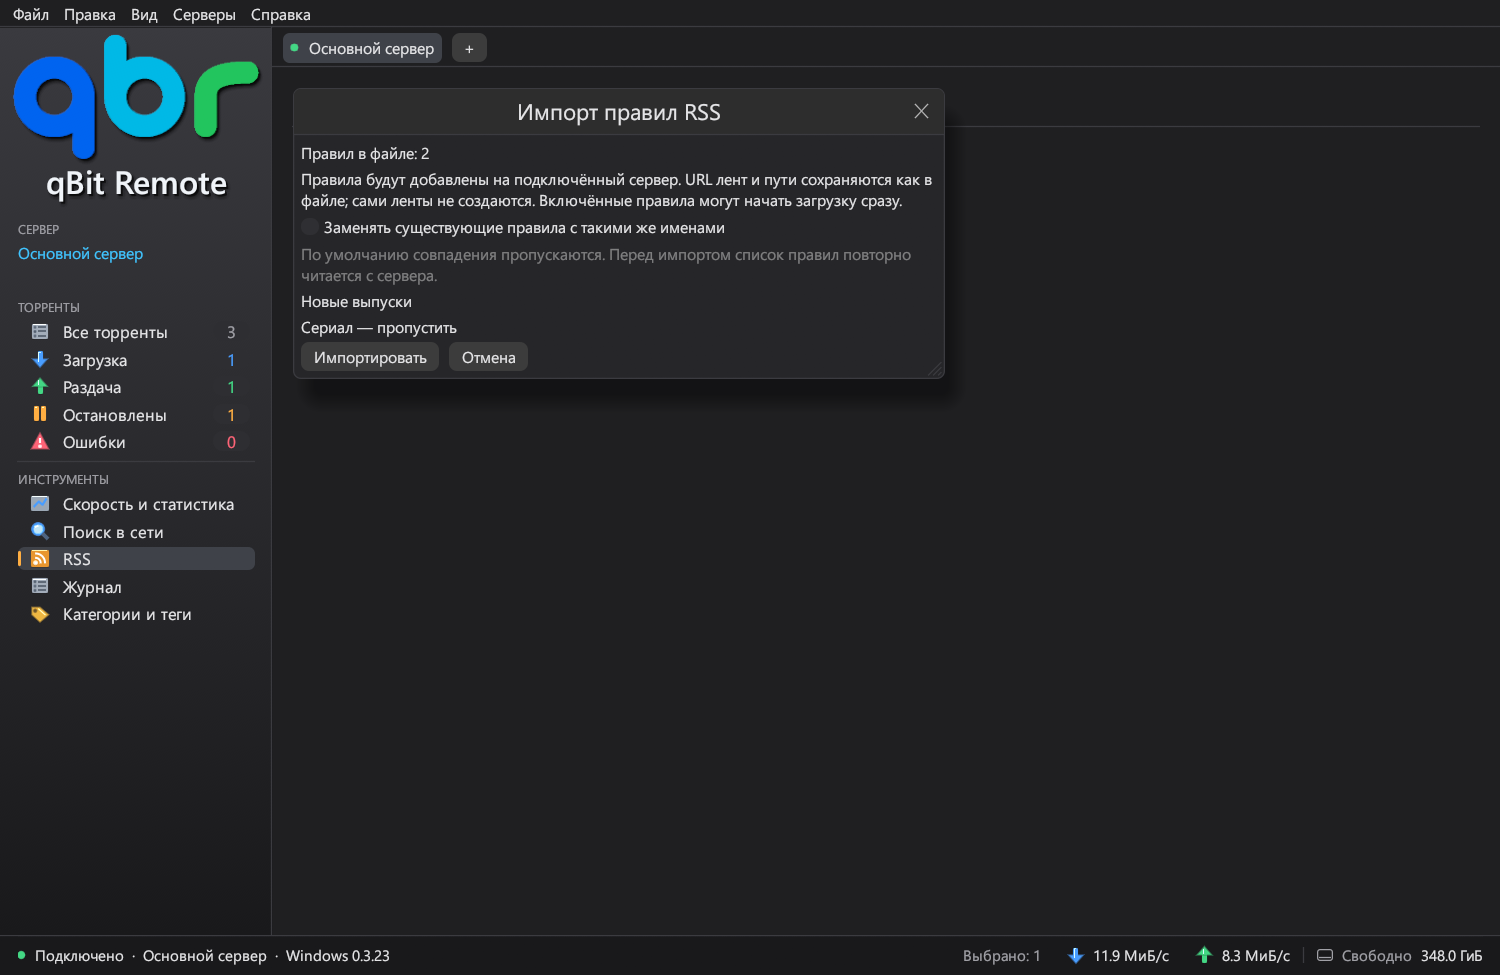 Файл Правка Вид Серверы Справка
qbr
qBit Remote
СЕРВЕР
Основной сервер
ТОРРЕНТЫ
Все торренты 3
Загрузка 1
Раздача 1
Остановлены 1
Ошибки 0
ИНСТРУМЕНТЫ
Скорость и статистика
Поиск в сети
RSS
Журнал
Категории и теги
Основной сервер +
Импорт правил RSS
Правил в файле: 2
Правила будут добавлены на подключённый сервер. URL лент и пути сохраняются как в
файле; сами ленты не создаются. Включённые правила могут начать загрузку сразу.
Заменять существующие правила с такими же именами
По умолчанию совпадения пропускаются. Перед импортом список правил повторно
читается с сервера.
Новые выпуски
Сериал — пропустить
Импортировать Отмена
Подключено · Основной сервер · Windows 0.3.23
Выбрано: 1 11.9 МиБ/с 8.3 МиБ/с Свободно 348.0 ГиБ